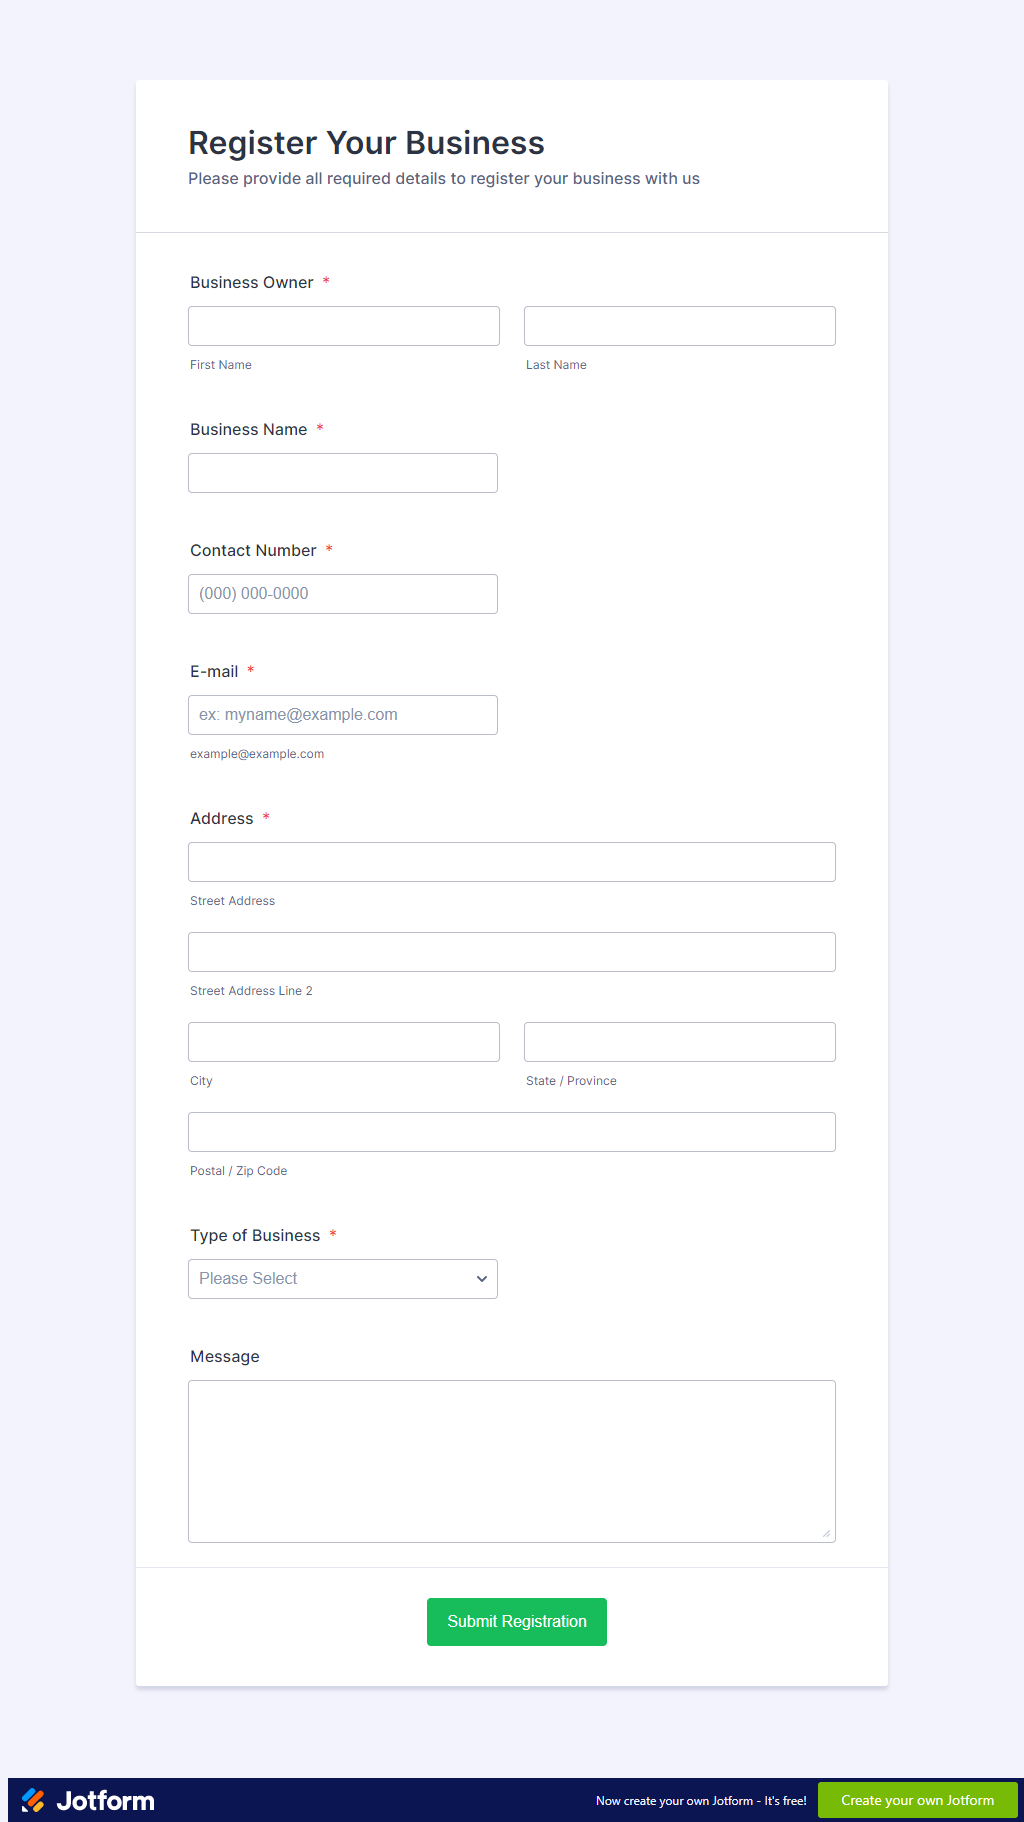 Register Your Business
Please provide all required details to register your business with us
Business Owner *
First Name
Last Name
Business Name *
Contact Number *
(000) 000-0000
E-mail *
ex: myname@example.com
example@example.com
Address *
Street Address
Street Address Line 2
City
State / Province
Postal / Zip Code
Type of Business *
Please Select
Message
Submit Registration
Jotform
Now create your own Jotform - It's free!
Create your own Jotform